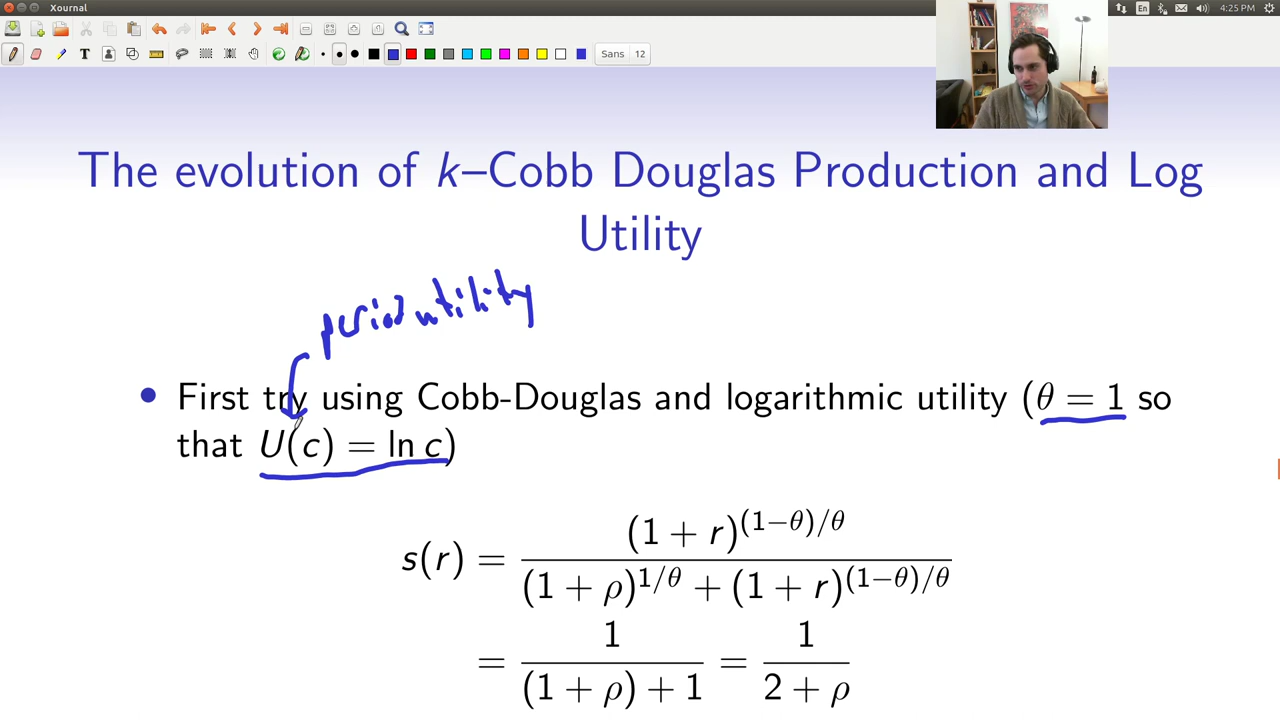 Xournal
En
4:25 PM
T
Sans 12
The evolution of k–Cobb Douglas Production and Log
Utility
period utility
• First try using Cobb-Douglas and logarithmic utility (θ = 1 so
that U(c) = ln c)
s(r) = (1 + r)^(1−θ)/θ / (1 + ρ)^1/θ + (1 + r)^(1−θ)/θ
= 1 / (1 + ρ) + 1 = 1 / 2 + ρ